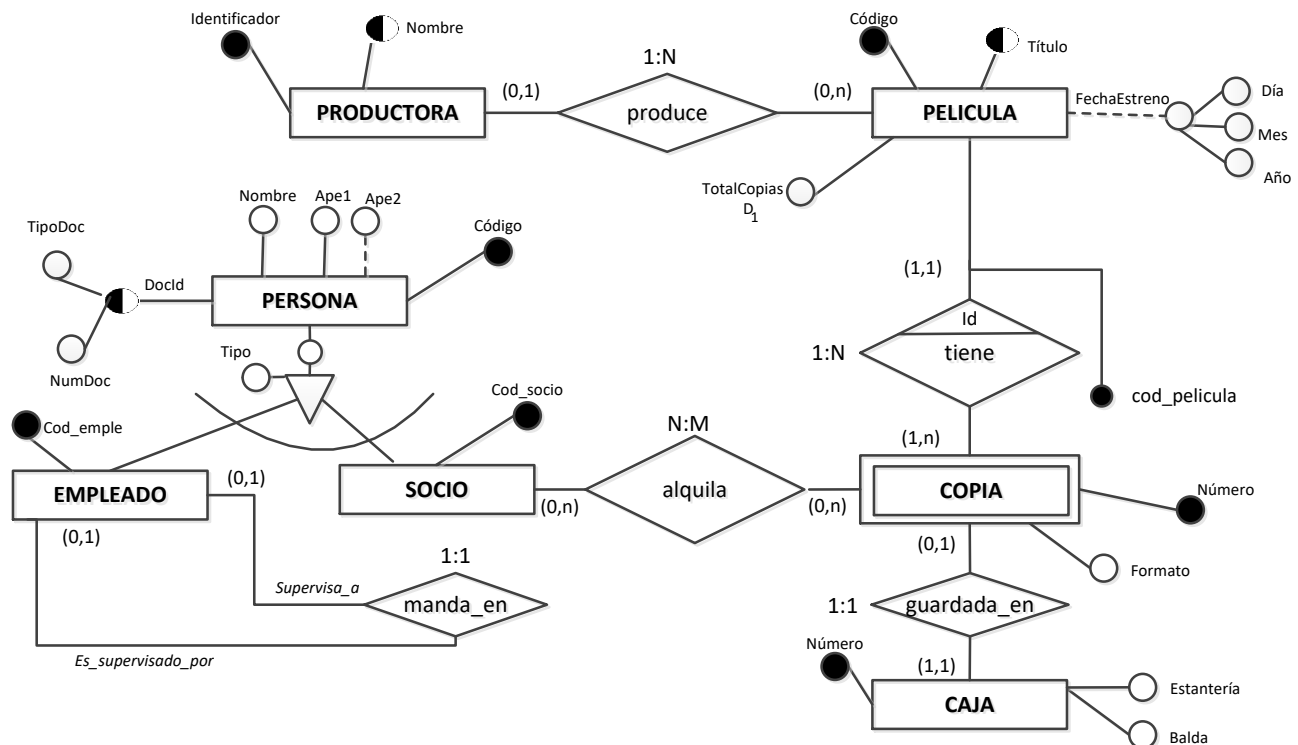 Identificador
Nombre
Código
Título
1:N
(0,1)
(0,n)
PRODUCTORA
produce
PELICULA
FechaEstreno
Día
Mes
Año
TotalCopias
D1
Nombre
Ape1
Ape2
TipoDoc
Código
DocId
PERSONA
(1,1)
Id
Tipo
1:N
tiene
NumDoc
Cod_socio
cod_pelicula
Cod_emple
N:M
(1,n)
(0,1)
EMPLEADO
SOCIO
alquila
COPIA
Número
(0,n)
(0,n)
(0,1)
(0,1)
1:1
Formato
Supervisa_a
manda_en
1:1
guardada_en
Número
Es_supervisado_por
(1,1)
Estantería
CAJA
Balda